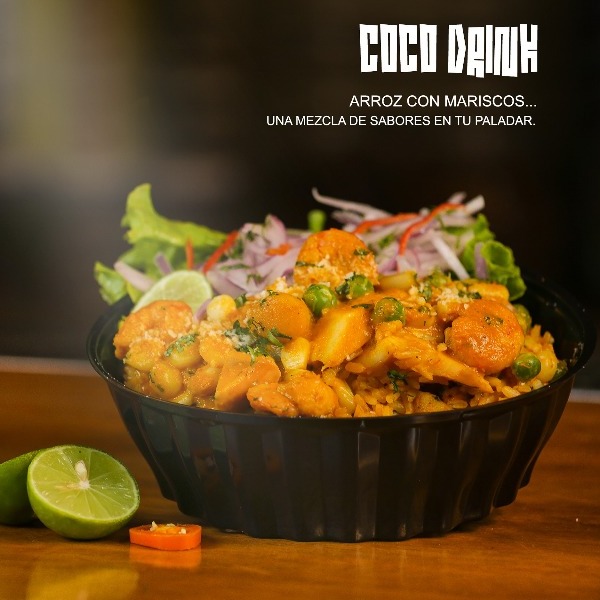 COCO DRINK
ARROZ CON MARISCOS...
UNA MEZCLA DE SABORES EN TU PALADAR.